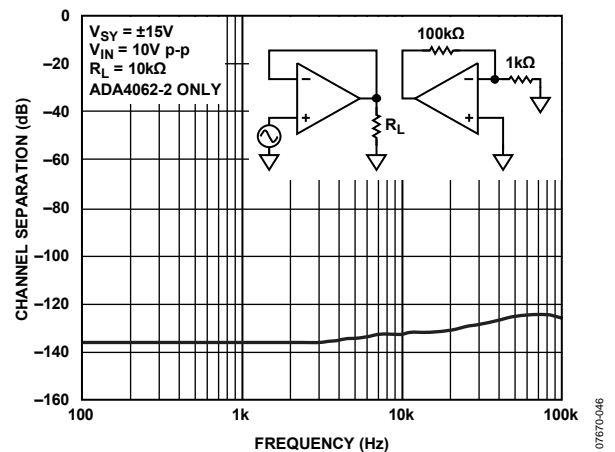 0
–20
–40
–60
–80
–100
–120
–140
–160
CHANNEL SEPARATION (dB)
V_SY = ±15V
V_IN = 10V p-p
R_L = 10kΩ
ADA4062-2 ONLY
–
+
R_L
100kΩ
1kΩ
–
+
100
1k
10k
100k
FREQUENCY (Hz)
07670-046